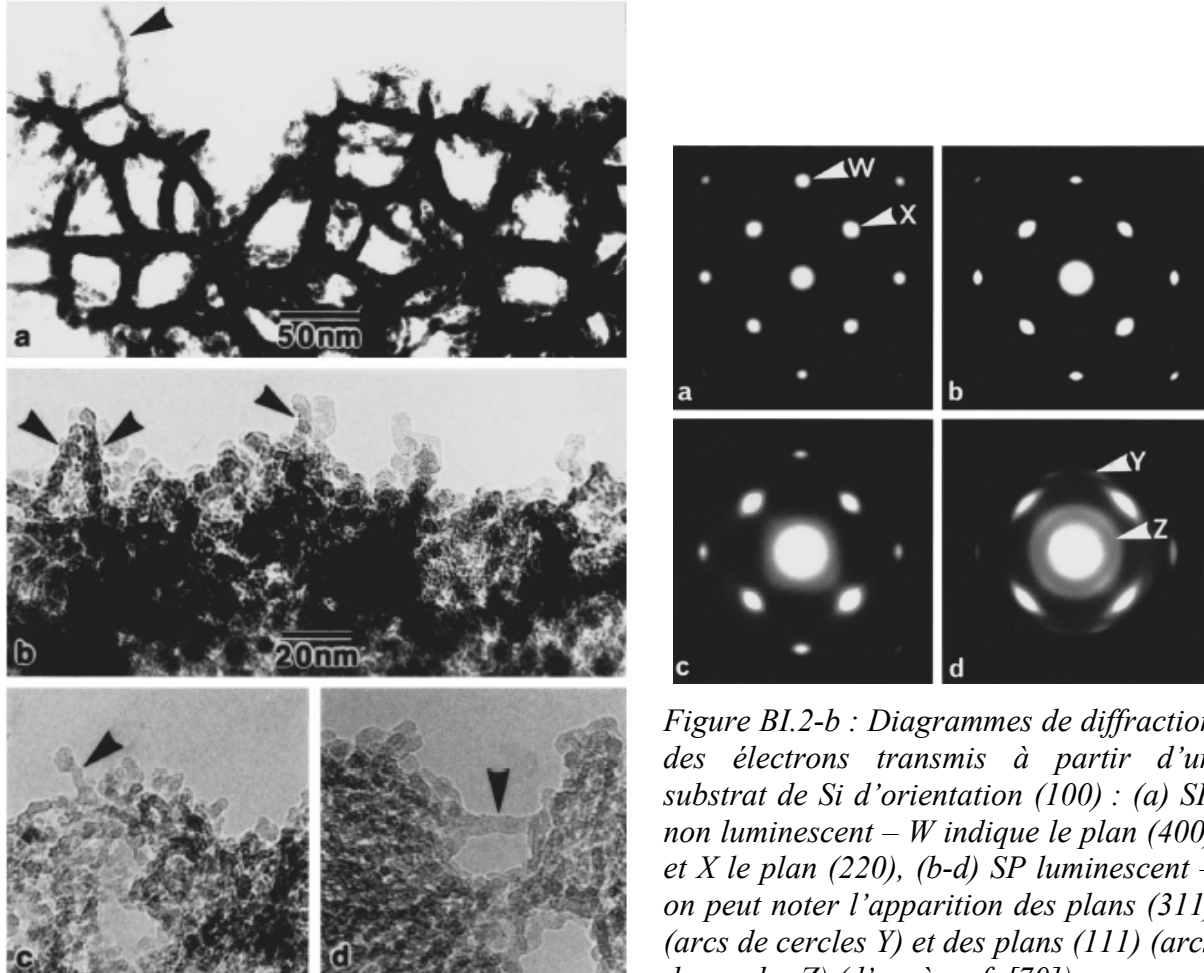 a
50nm
b
20nm
c
d
W
X
a
b
Y
Z
c
d
Figure BI.2-b : Diagrammes de diffraction
des électrons transmis à partir d'un
substrat de Si d'orientation (100) : (a) SP
non luminescent – W indique le plan (400)
et X le plan (220), (b-d) SP luminescent –
on peut noter l'apparition des plans (311)
(arcs de cercles Y) et des plans (111) (arcs